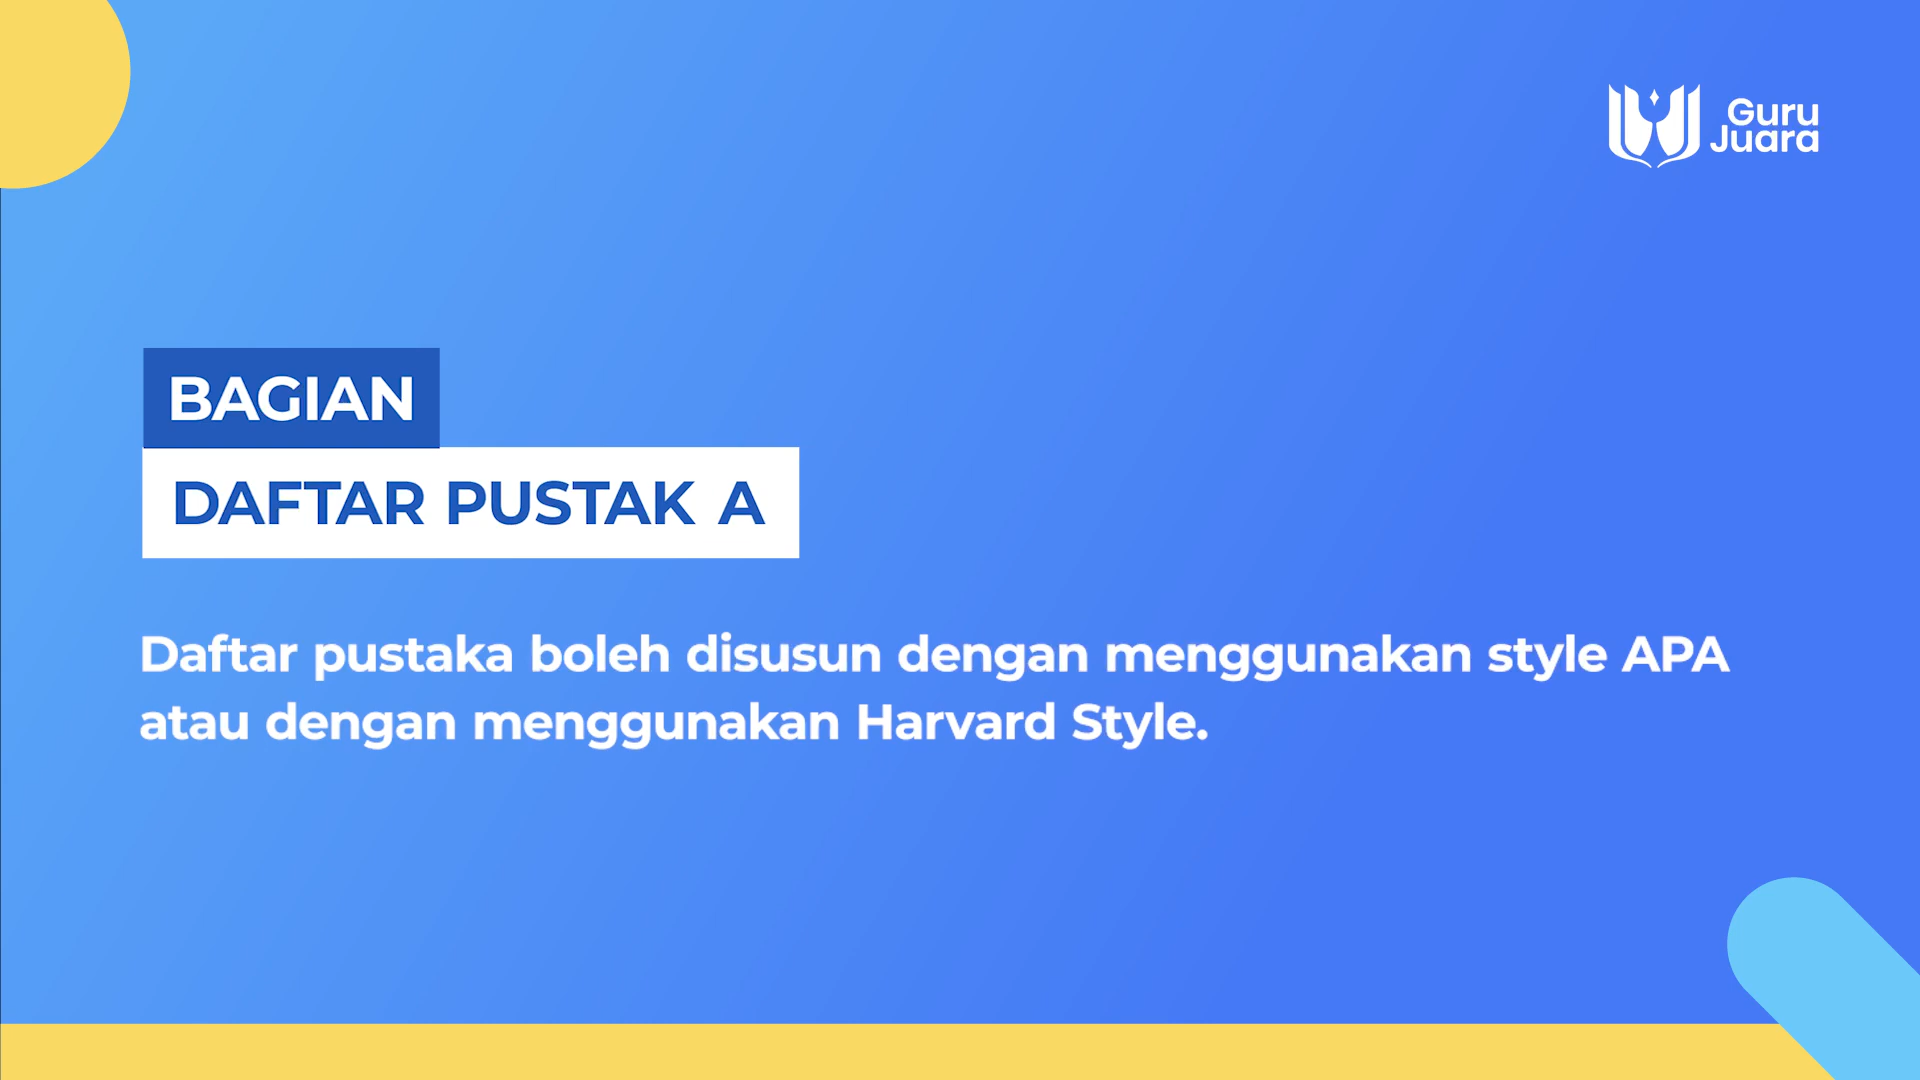 Guru
Juara
BAGIAN
DAFTAR PUSTAK A
Daftar pustaka boleh disusun dengan menggunakan style APA
atau dengan menggunakan Harvard Style.